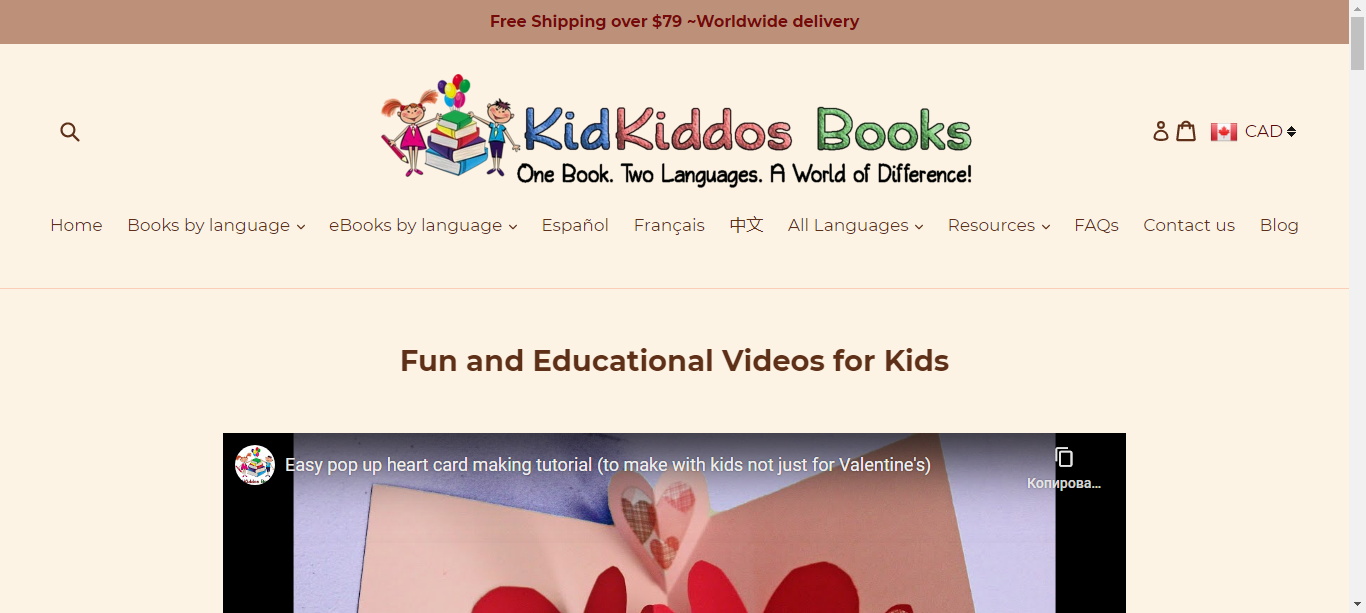 Free Shipping over $79 ~Worldwide delivery
KidKiddos Books
One Book. Two Languages. A World of Difference!
CAD
Home Books by language eBooks by language Español Français 中文 All Languages Resources FAQs Contact us Blog
Fun and Educational Videos for Kids
Easy pop up heart card making tutorial (to make with kids not just for Valentine's)
Копирова...